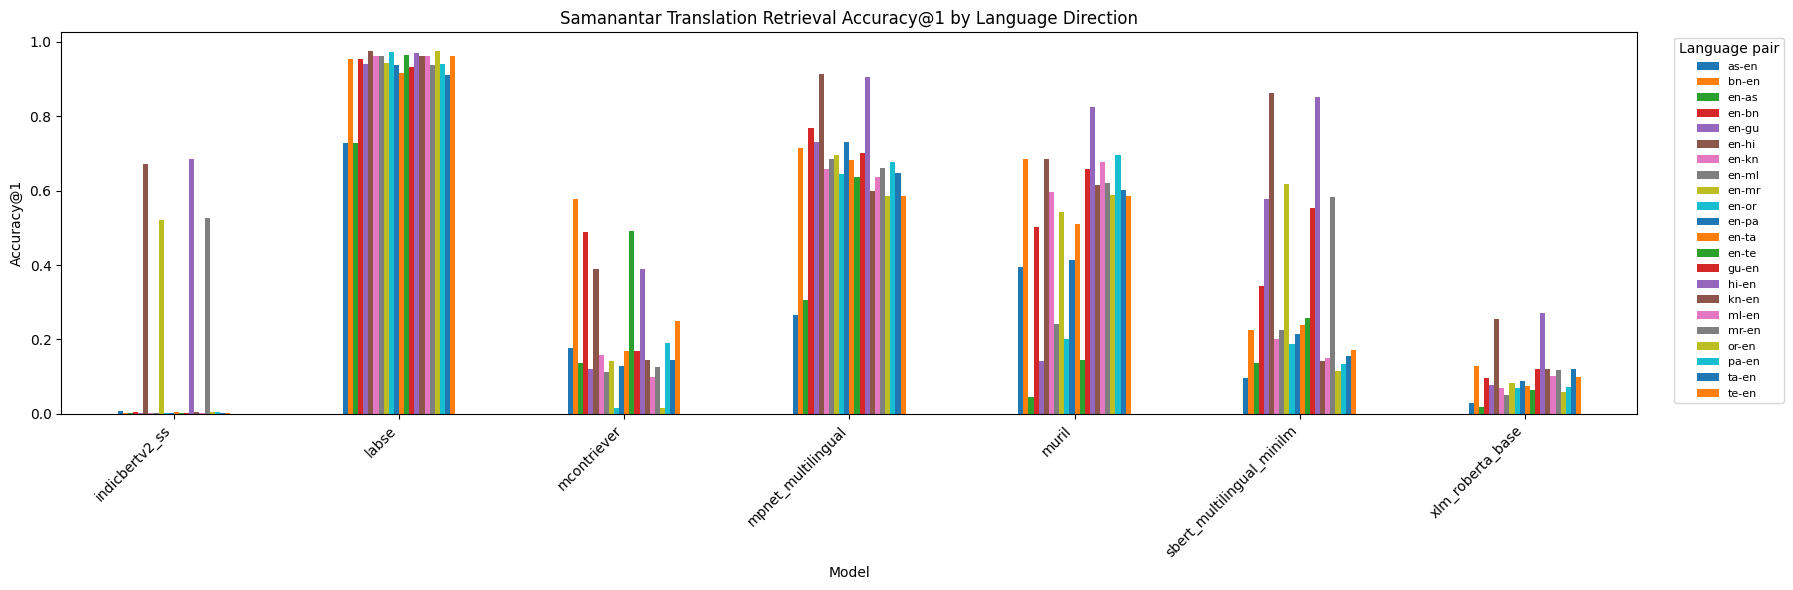 Samanantar Translation Retrieval Accuracy@1 by Language Direction
Accuracy@1
1.0
0.8
0.6
0.4
0.2
0.0
indicbertv2_ss
labse
mcontriever
mpnet_multilingual
muril
sbert_multilingual_minilm
xlm_roberta_base
Model
Language pair
as-en
bn-en
en-as
en-bn
en-gu
en-hi
en-kn
en-ml
en-mr
en-or
en-pa
en-ta
en-te
gu-en
hi-en
kn-en
ml-en
mr-en
or-en
pa-en
ta-en
te-en